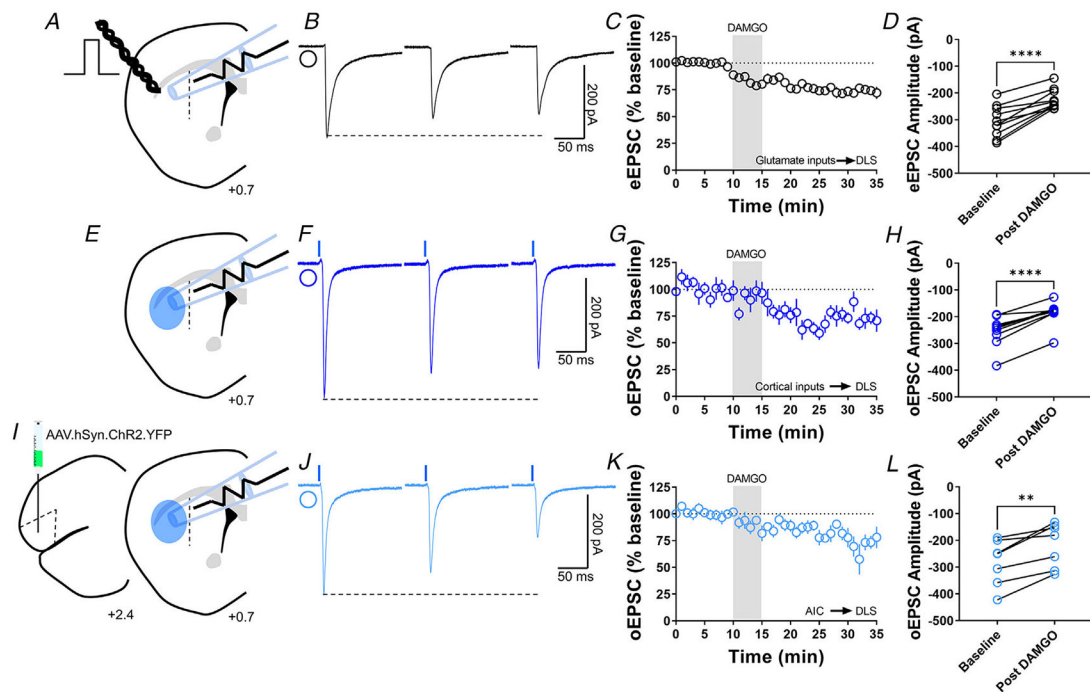 A
+0.7
B
200 pA
50 ms
C
DAMGO
eEPSC (% baseline)
125
100
75
50
25
0
Glutamate inputs → DLS
0 5 10 15 20 25 30 35
Time (min)
D
eEPSC Amplitude (pA)
0
-100
-200
-300
-400
-500
****
Baseline
Post DAMGO
E
+0.7
F
200 pA
50 ms
G
DAMGO
oEPSC (% baseline)
125
100
75
50
25
0
Cortical inputs → DLS
0 5 10 15 20 25 30 35
Time (min)
H
oEPSC Amplitude (pA)
0
-100
-200
-300
-400
-500
****
Baseline
Post DAMGO
I
AAV.hSyn.ChR2.YFP
+2.4
+0.7
J
200 pA
50 ms
K
DAMGO
oEPSC (% baseline)
125
100
75
50
25
0
AIC → DLS
0 5 10 15 20 25 30 35
Time (min)
L
oEPSC Amplitude (pA)
0
-100
-200
-300
-400
-500
**
Baseline
Post DAMGO